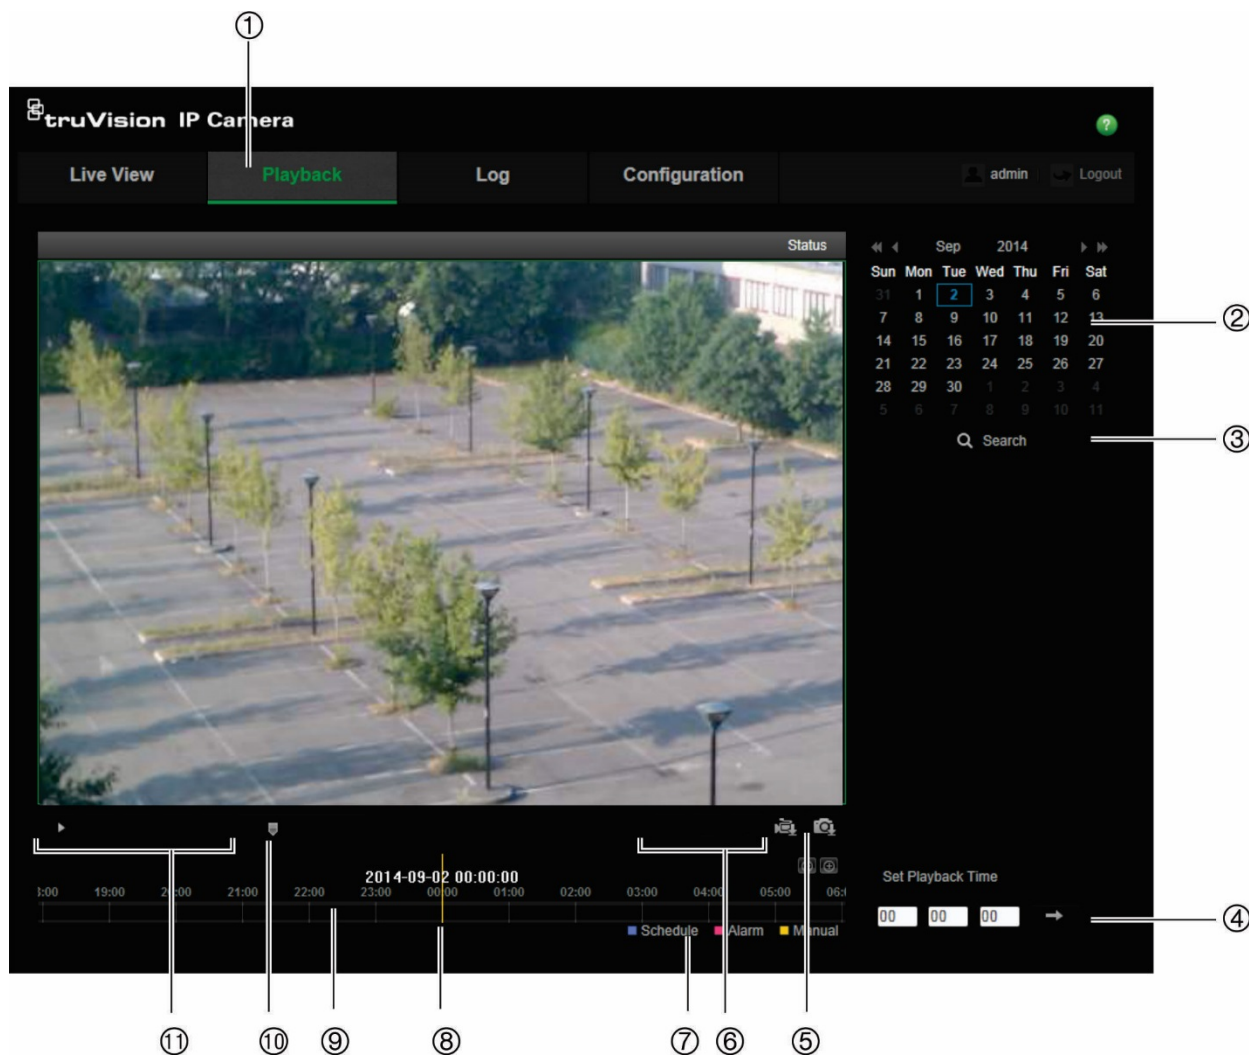 ①
truVision IP Camera
?
Live View Playback Log Configuration admin Logout
Status
Sep 2014
Sun Mon Tue Wed Thu Fri Sat
31 1 2 3 4 5 6
7 8 9 10 11 12 13
②
14 15 16 17 18 19 20
21 22 23 24 25 26 27
28 29 30 1 2 3 4
5 6 7 8 9 10 11
Search
③
2014-09-02 00:00:00
19:00 20:00 21:00 22:00 23:00 00:00 01:00 02:00 03:00 04:00 05:00
Set Playback Time
00 00 00
④
Schedule Alarm Manual
⑪ ⑩ ⑨ ⑧ ⑦ ⑥ ⑤